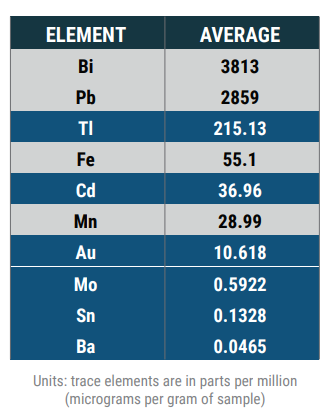 ELEMENT AVERAGE
Bi 3813
Pb 2859
Tl 215.13
Fe 55.1
Cd 36.96
Mn 28.99
Au 10.618
Mo 0.5922
Sn 0.1328
Ba 0.0465
Units: trace elements are in parts per million
(micrograms per gram of sample)